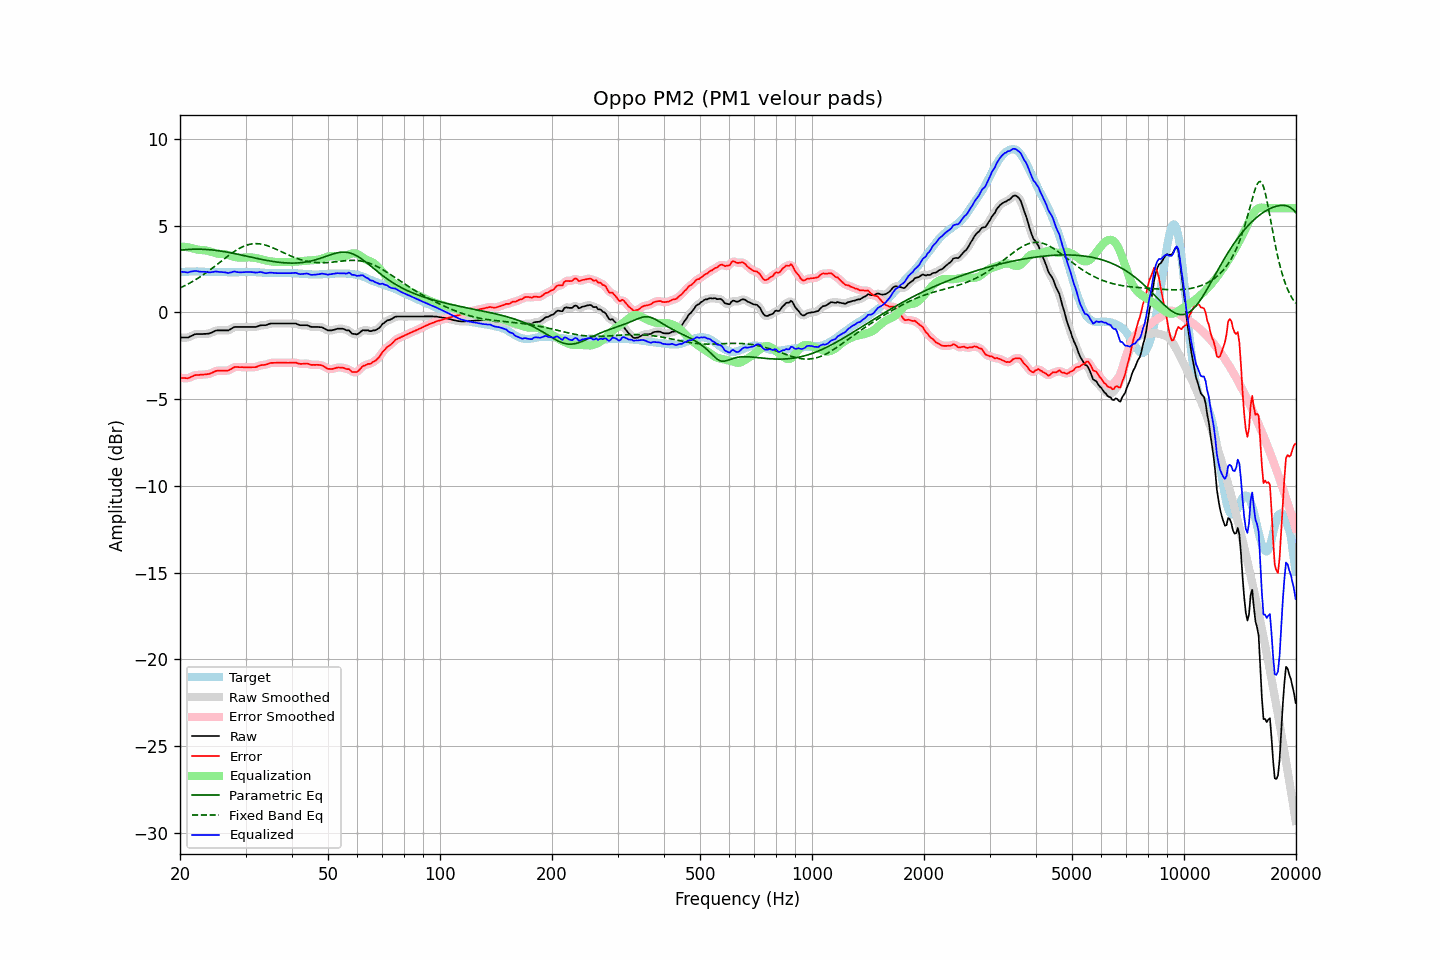 Oppo PM2 (PM1 velour pads)
Amplitude (dBr)
10
5
0
−5
−10
−15
−20
−25
−30
Target
Raw Smoothed
Error Smoothed
Raw
Error
Equalization
Parametric Eq
Fixed Band Eq
Equalized
20 50 100 200 500 1000 2000 5000 10000 20000
Frequency (Hz)